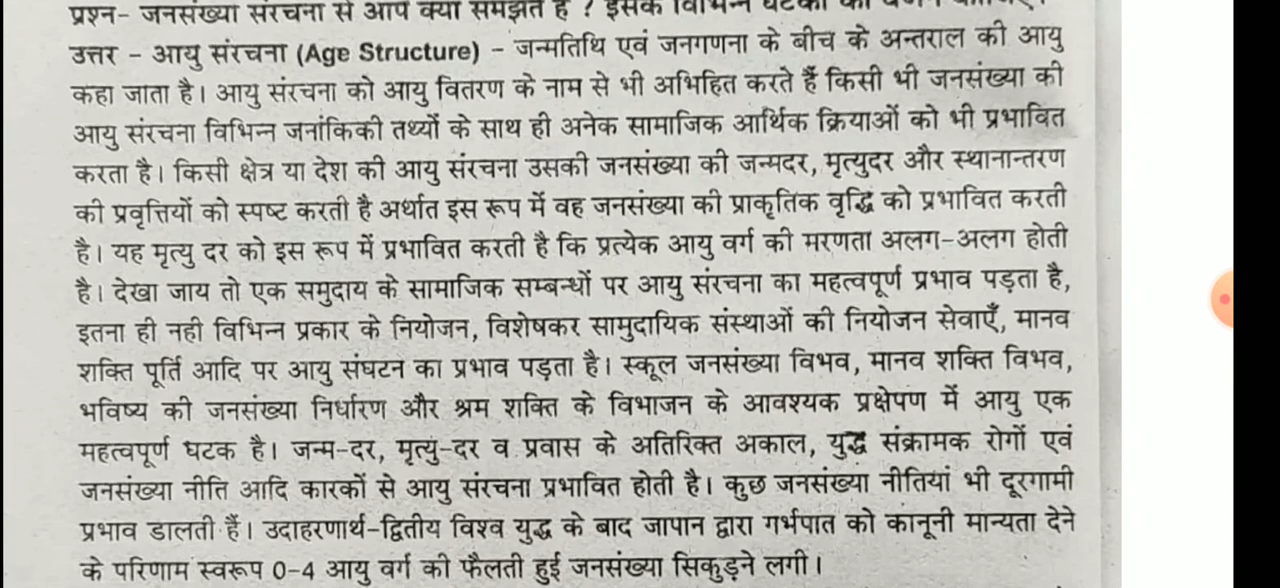 प्रश्न- जनसंख्या संरचना से आप क्या समझते हैं ? इसके विभिन्न घटकों का वर्णन कीजिए।
उत्तर - आयु संरचना (Age Structure) - जन्मतिथि एवं जनगणना के बीच के अन्तराल की आयु
कहा जाता है। आयु संरचना को आयु वितरण के नाम से भी अभिहित करते हैं किसी भी जनसंख्या की
आयु संरचना विभिन्न जनांकिकी तथ्यों के साथ ही अनेक सामाजिक आर्थिक क्रियाओं को भी प्रभावित
करता है। किसी क्षेत्र या देश की आयु संरचना उसकी जनसंख्या की जन्मदर, मृत्युदर और स्थानान्तरण
की प्रवृत्तियों को स्पष्ट करती है अर्थात इस रूप में वह जनसंख्या की प्राकृतिक वृद्धि को प्रभावित करती
है। यह मृत्यु दर को इस रूप में प्रभावित करती है कि प्रत्येक आयु वर्ग की मरणता अलग-अलग होती
है। देखा जाय तो एक समुदाय के सामाजिक सम्बन्धों पर आयु संरचना का महत्वपूर्ण प्रभाव पड़ता है,
इतना ही नही विभिन्न प्रकार के नियोजन, विशेषकर सामुदायिक संस्थाओं की नियोजन सेवाएँ, मानव
शक्ति पूर्ति आदि पर आयु संघटन का प्रभाव पड़ता है। स्कूल जनसंख्या विभव, मानव शक्ति विभव,
भविष्य की जनसंख्या निर्धारण और श्रम शक्ति के विभाजन के आवश्यक प्रक्षेपण में आयु एक
महत्वपूर्ण घटक है। जन्म-दर, मृत्यु-दर व प्रवास के अतिरिक्त अकाल, युद्ध संक्रामक रोगों एवं
जनसंख्या नीति आदि कारकों से आयु संरचना प्रभावित होती है। कुछ जनसंख्या नीतियां भी दूरगामी
प्रभाव डालती हैं। उदाहरणार्थ-द्वितीय विश्व युद्ध के बाद जापान द्वारा गर्भपात को कानूनी मान्यता देने
के परिणाम स्वरूप 0-4 आयु वर्ग की फैलती हुई जनसंख्या सिकुड़ने लगी।